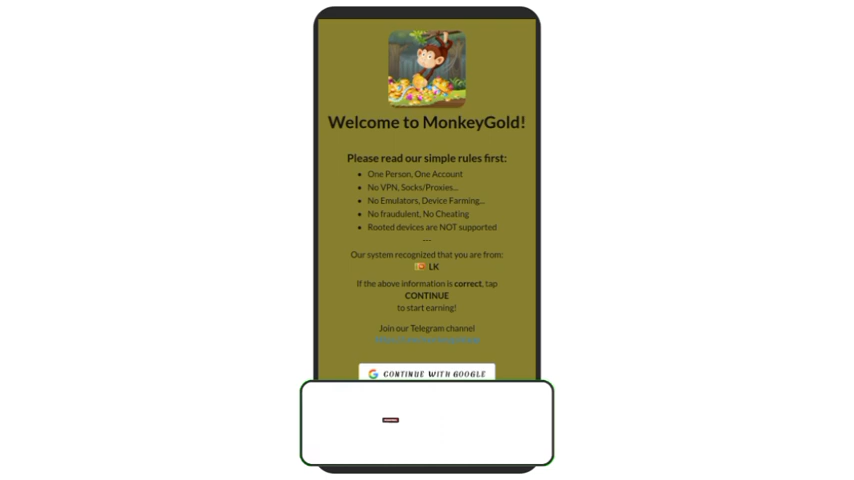 Welcome to MonkeyGold!
Please read our simple rules first:
• One Person, One Account
• No VPN, Socks/Proxies...
• No Emulators, Device Farming...
• No fraudulent, No Cheating
• Rooted devices are NOT supported
---
Our system recognized that you are from:
LK
If the above information is correct, tap
CONTINUE
to start earning!
Join our Telegram channel
CONTINUE WITH GOOGLE